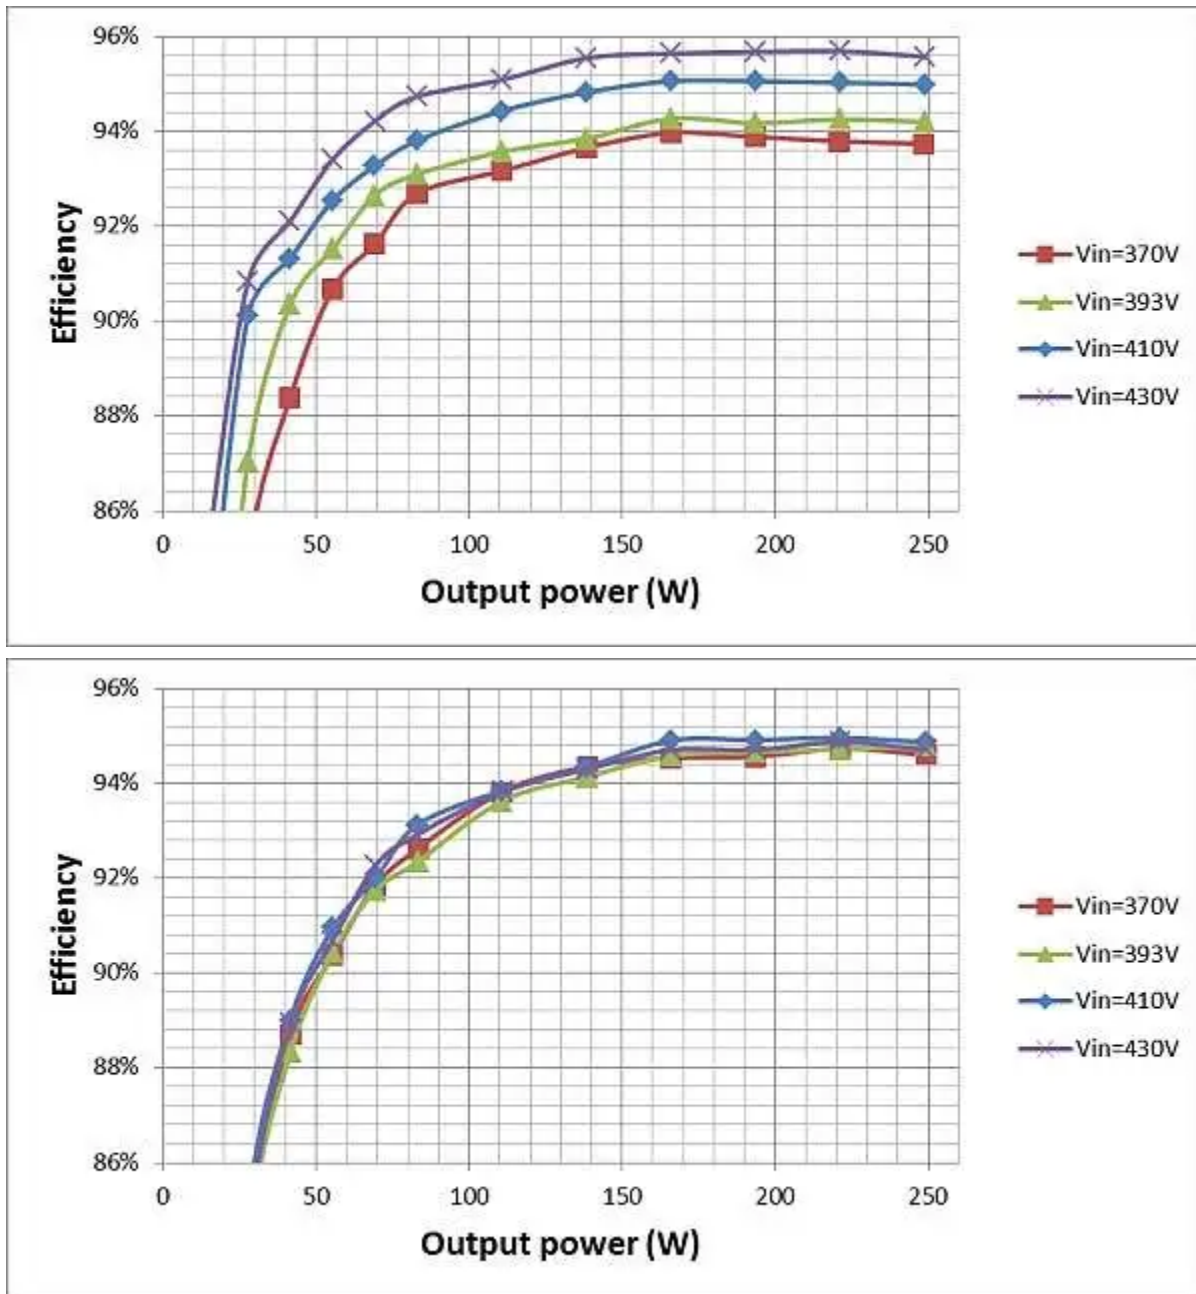 96%
94%
92%
90%
88%
86%
Efficiency
0 50 100 150 200 250
Output power (W)
Vin=370V
Vin=393V
Vin=410V
Vin=430V
96%
94%
92%
90%
88%
86%
Efficiency
0 50 100 150 200 250
Output power (W)
Vin=370V
Vin=393V
Vin=410V
Vin=430V